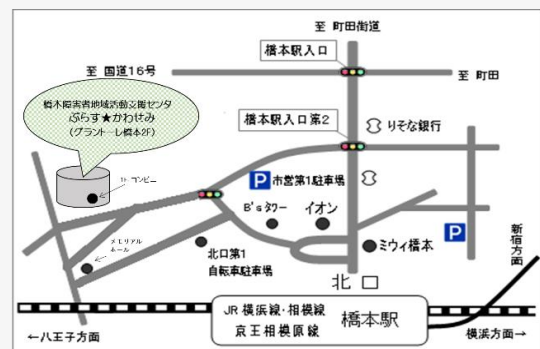 至 町田街道
橋本駅入口
至 国道16号
至 町田
橋本障害者地域活動支援センタ
ぷらす★かわせみ
(グラントーレ橋本2F)
橋本駅入口第2
りそな銀行
コンビニ
P 市営第1駐車場
B'sタワー
イオン
P
メモリアル
ホール
北口第1
自転車駐車場
ミウィ橋本
新宿方面
北 口
JR 横浜線・相模線
京王相模原線
橋本駅
←八王子方面
横浜方面→